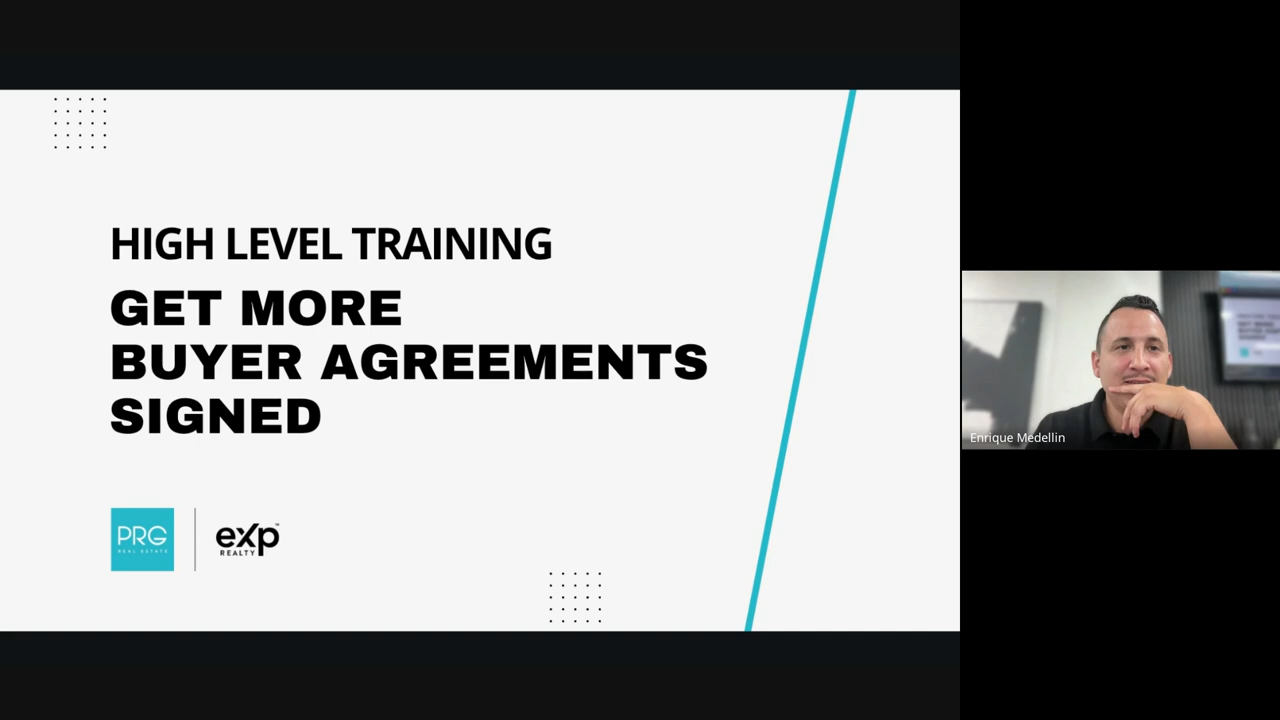 HIGH LEVEL TRAINING
GET MORE
BUYER AGREEMENTS
SIGNED
PRG
REAL ESTATE
eXp
REALTY
Enrique Medellin